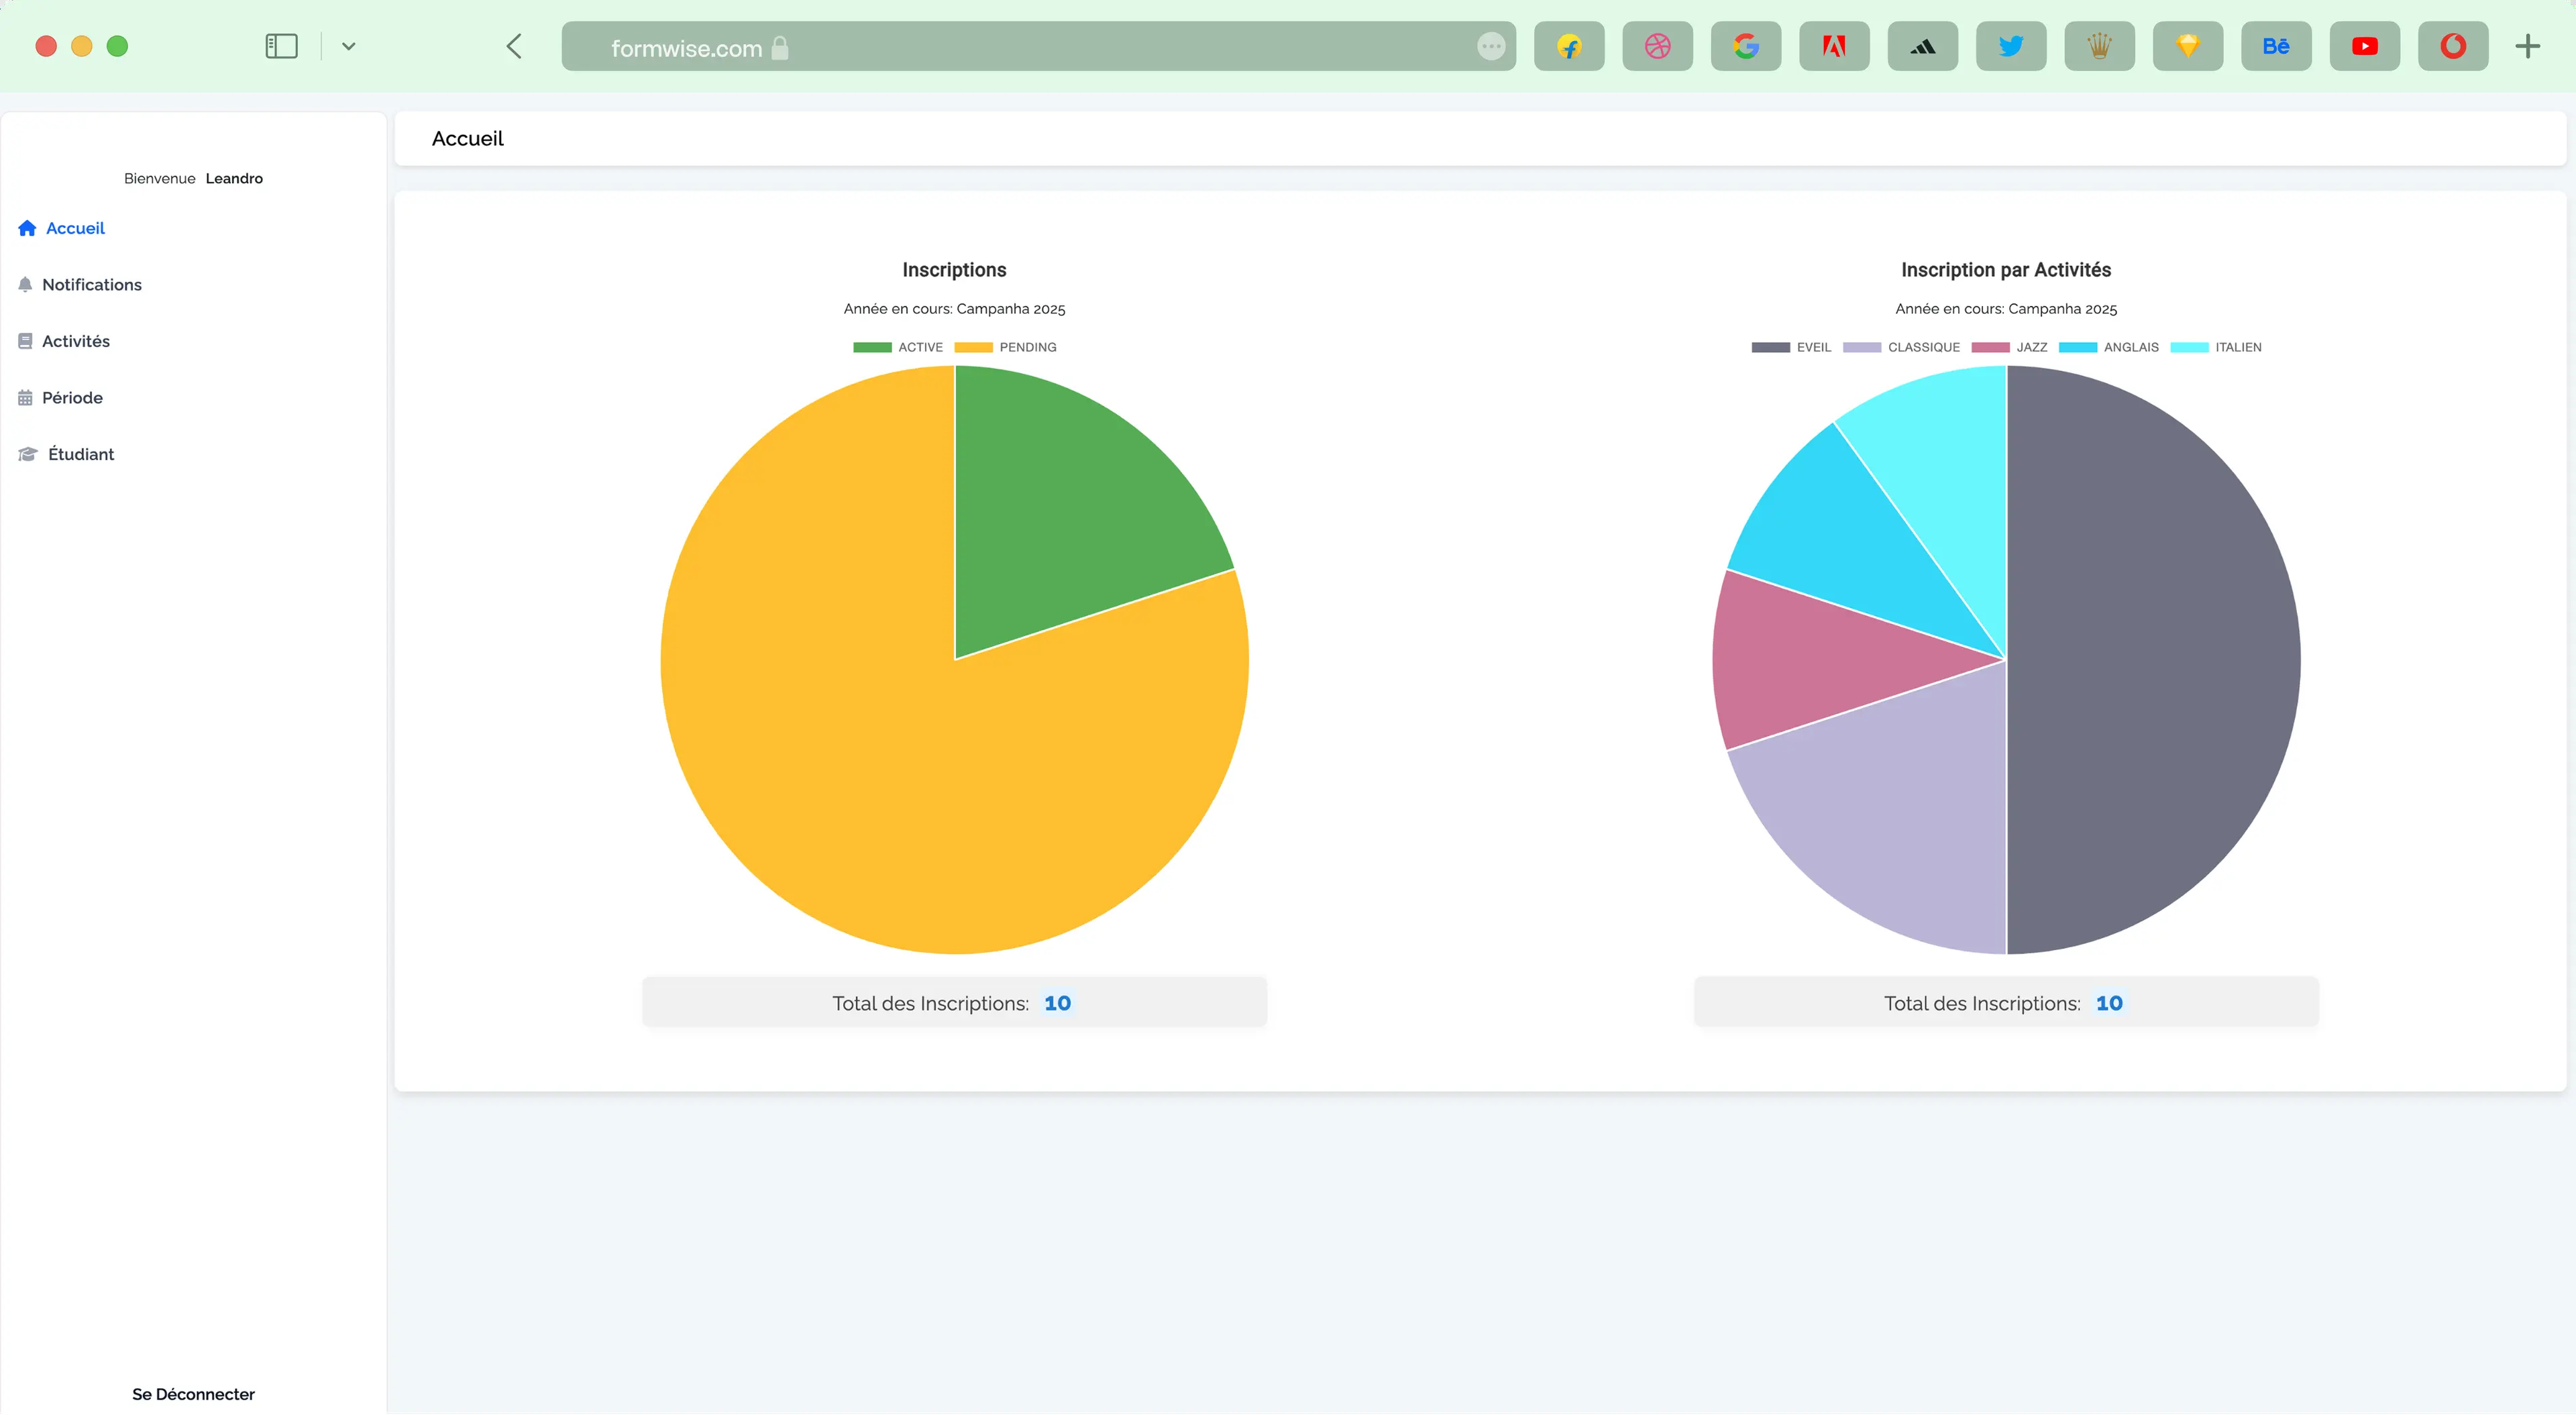 formwise.com
Bē
Accueil
Bienvenue Leandro
Accueil
Notifications
Activités
Période
Étudiant
Se Déconnecter
Inscriptions
Année en cours: Campanha 2025
ACTIVE PENDING
Total des Inscriptions: 10
Inscription par Activités
Année en cours: Campanha 2025
EVEIL CLASSIQUE JAZZ ANGLAIS ITALIEN
Total des Inscriptions: 10